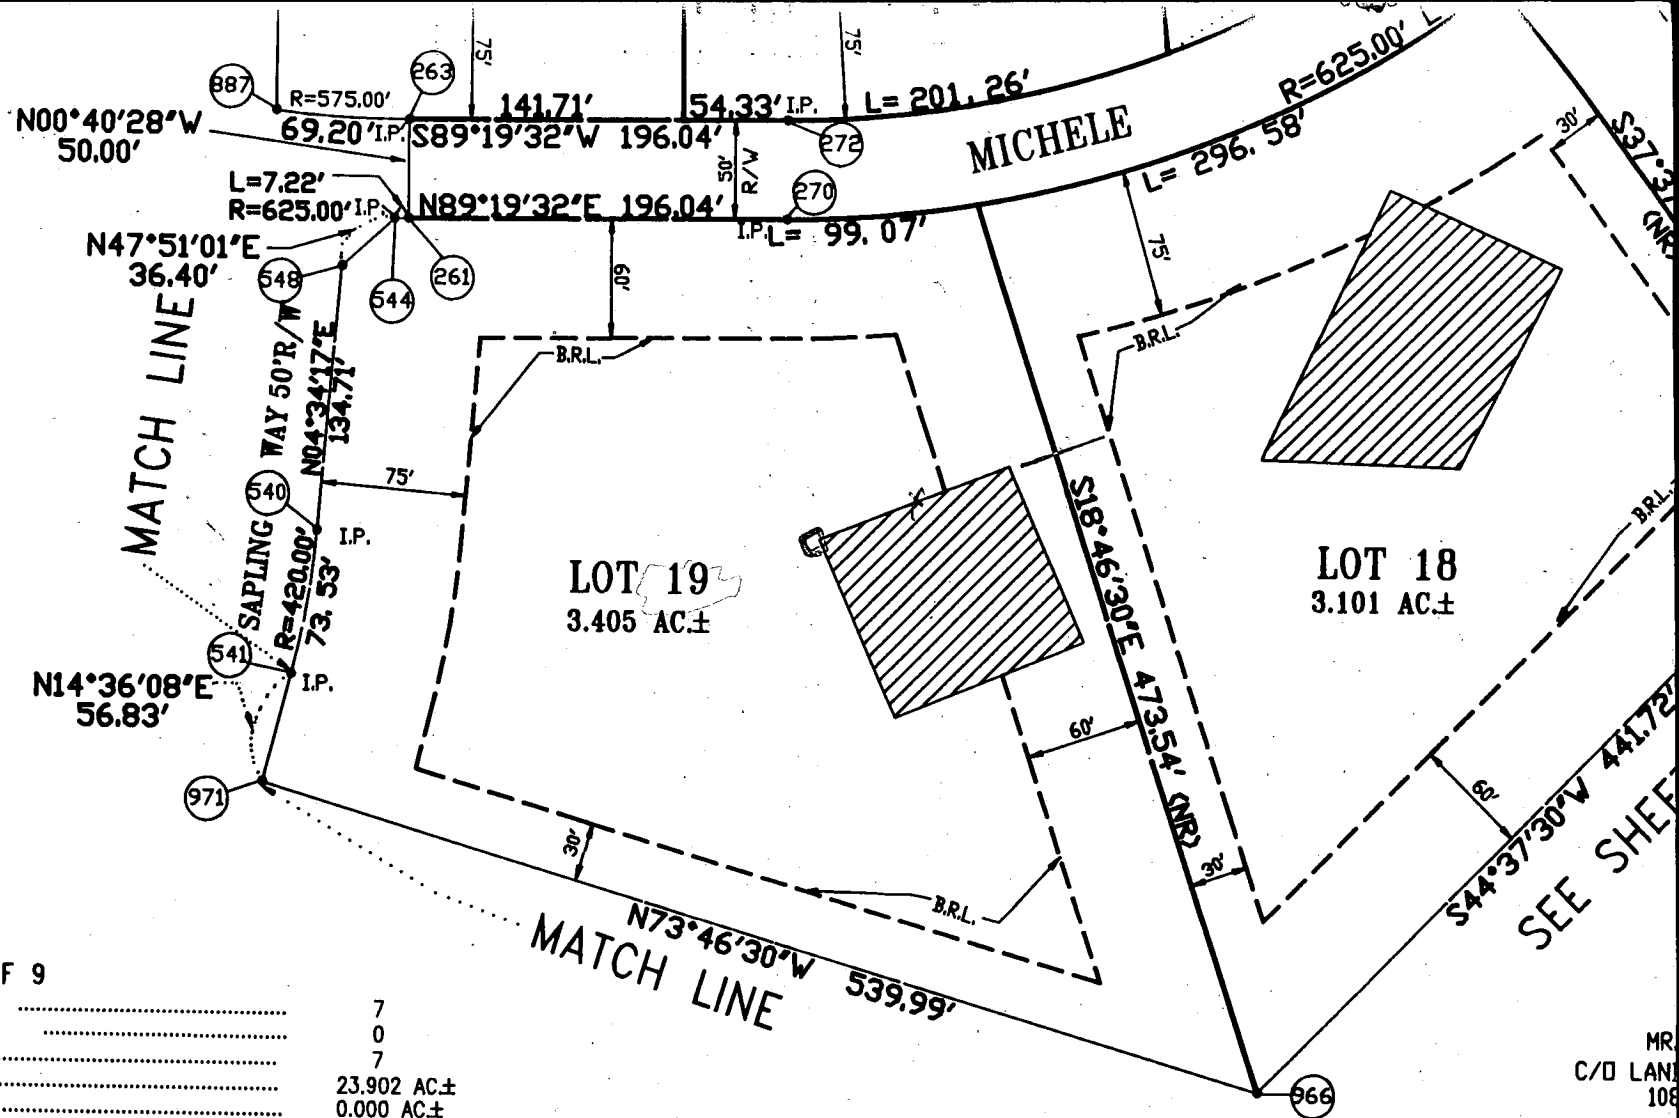 75'
75'
887
263
R=575.00'
141.71'
54.33'
I.P.
L= 201.26'
R=625.00'
L
N00°40'28"W
50.00'
69.20'
I.P.
S89°19'32"W 196.04'
272
MICHELE
30'
50'
R/W
L= 296.58'
L=7.22'
R=625.00'
I.P.
N89°19'32"E 196.04'
270
I.P.
L= 99.07'
(NR)
N47°51'01"E
36.40'
548
544
261
60'
75'
B.R.L.
B.R.L.
MATCH LINE
SAPLING WAY 50'R/W
N04°34'17"E
134.71'
75'
540
I.P.
S18°46'30"E 473.54' (NR)
B.R.L.
LOT 19
3.405 AC.±
LOT 18
3.101 AC.±
R=420.00'
73.53'
541
I.P.
N14°36'08"E
56.83'
60'
971
60'
S44°37'30"W 441.72'
30'
30'
B.R.L.
SEE
N73°46'30"W 539.99'
MATCH LINE
F 9
7
0
7
23.902 AC.±
0.000 AC.±
966
MR.
C/O